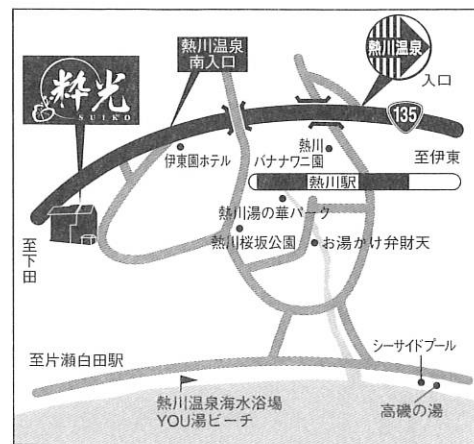 熱川温泉
南入口
熱川温泉
入口
粋光
SUIKO
135
伊東園ホテル
熱川
バナナワニ園
至伊東
熱川駅
熱川湯の華パーク
熱川桜坂公園
お湯かけ弁財天
至下田
シーサイドプール
至片瀬白田駅
熱川温泉海水浴場
YOU湯ビーチ
高磯の湯